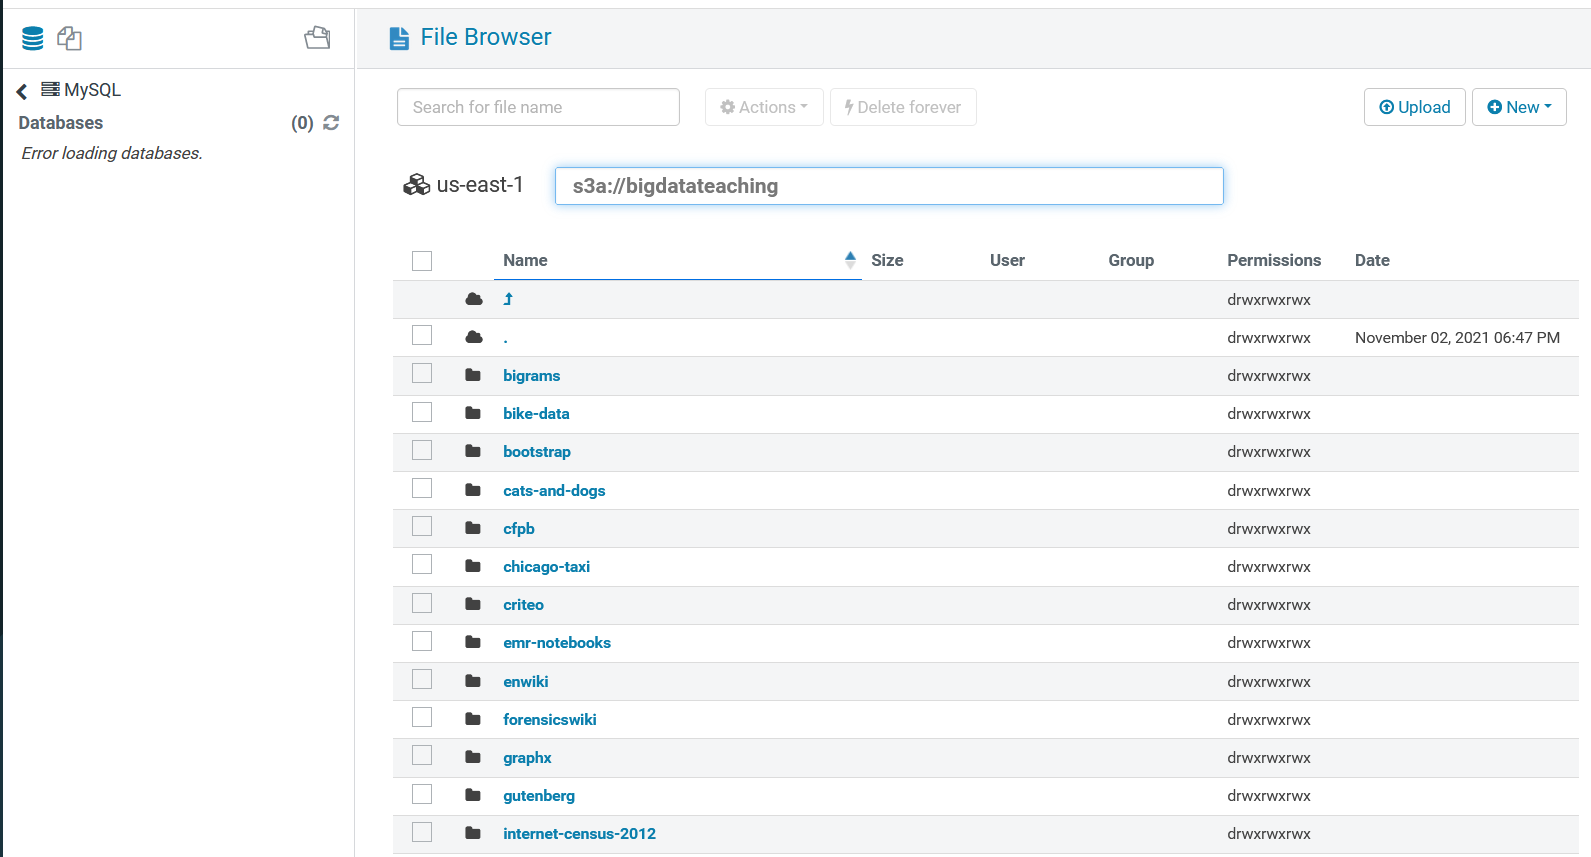 File Browser
MySQL
Databases (0)
Error loading databases.
Search for file name Actions Delete forever Upload New
us-east-1 s3a://bigdatateaching
Name Size User Group Permissions Date
drwxrwxrwx
. drwxrwxrwx November 02, 2021 06:47 PM
bigrams drwxrwxrwx
bike-data drwxrwxrwx
bootstrap drwxrwxrwx
cats-and-dogs drwxrwxrwx
cfpb drwxrwxrwx
chicago-taxi drwxrwxrwx
criteo drwxrwxrwx
emr-notebooks drwxrwxrwx
enwiki drwxrwxrwx
forensicswiki drwxrwxrwx
graphx drwxrwxrwx
gutenberg drwxrwxrwx
internet-census-2012 drwxrwxrwx